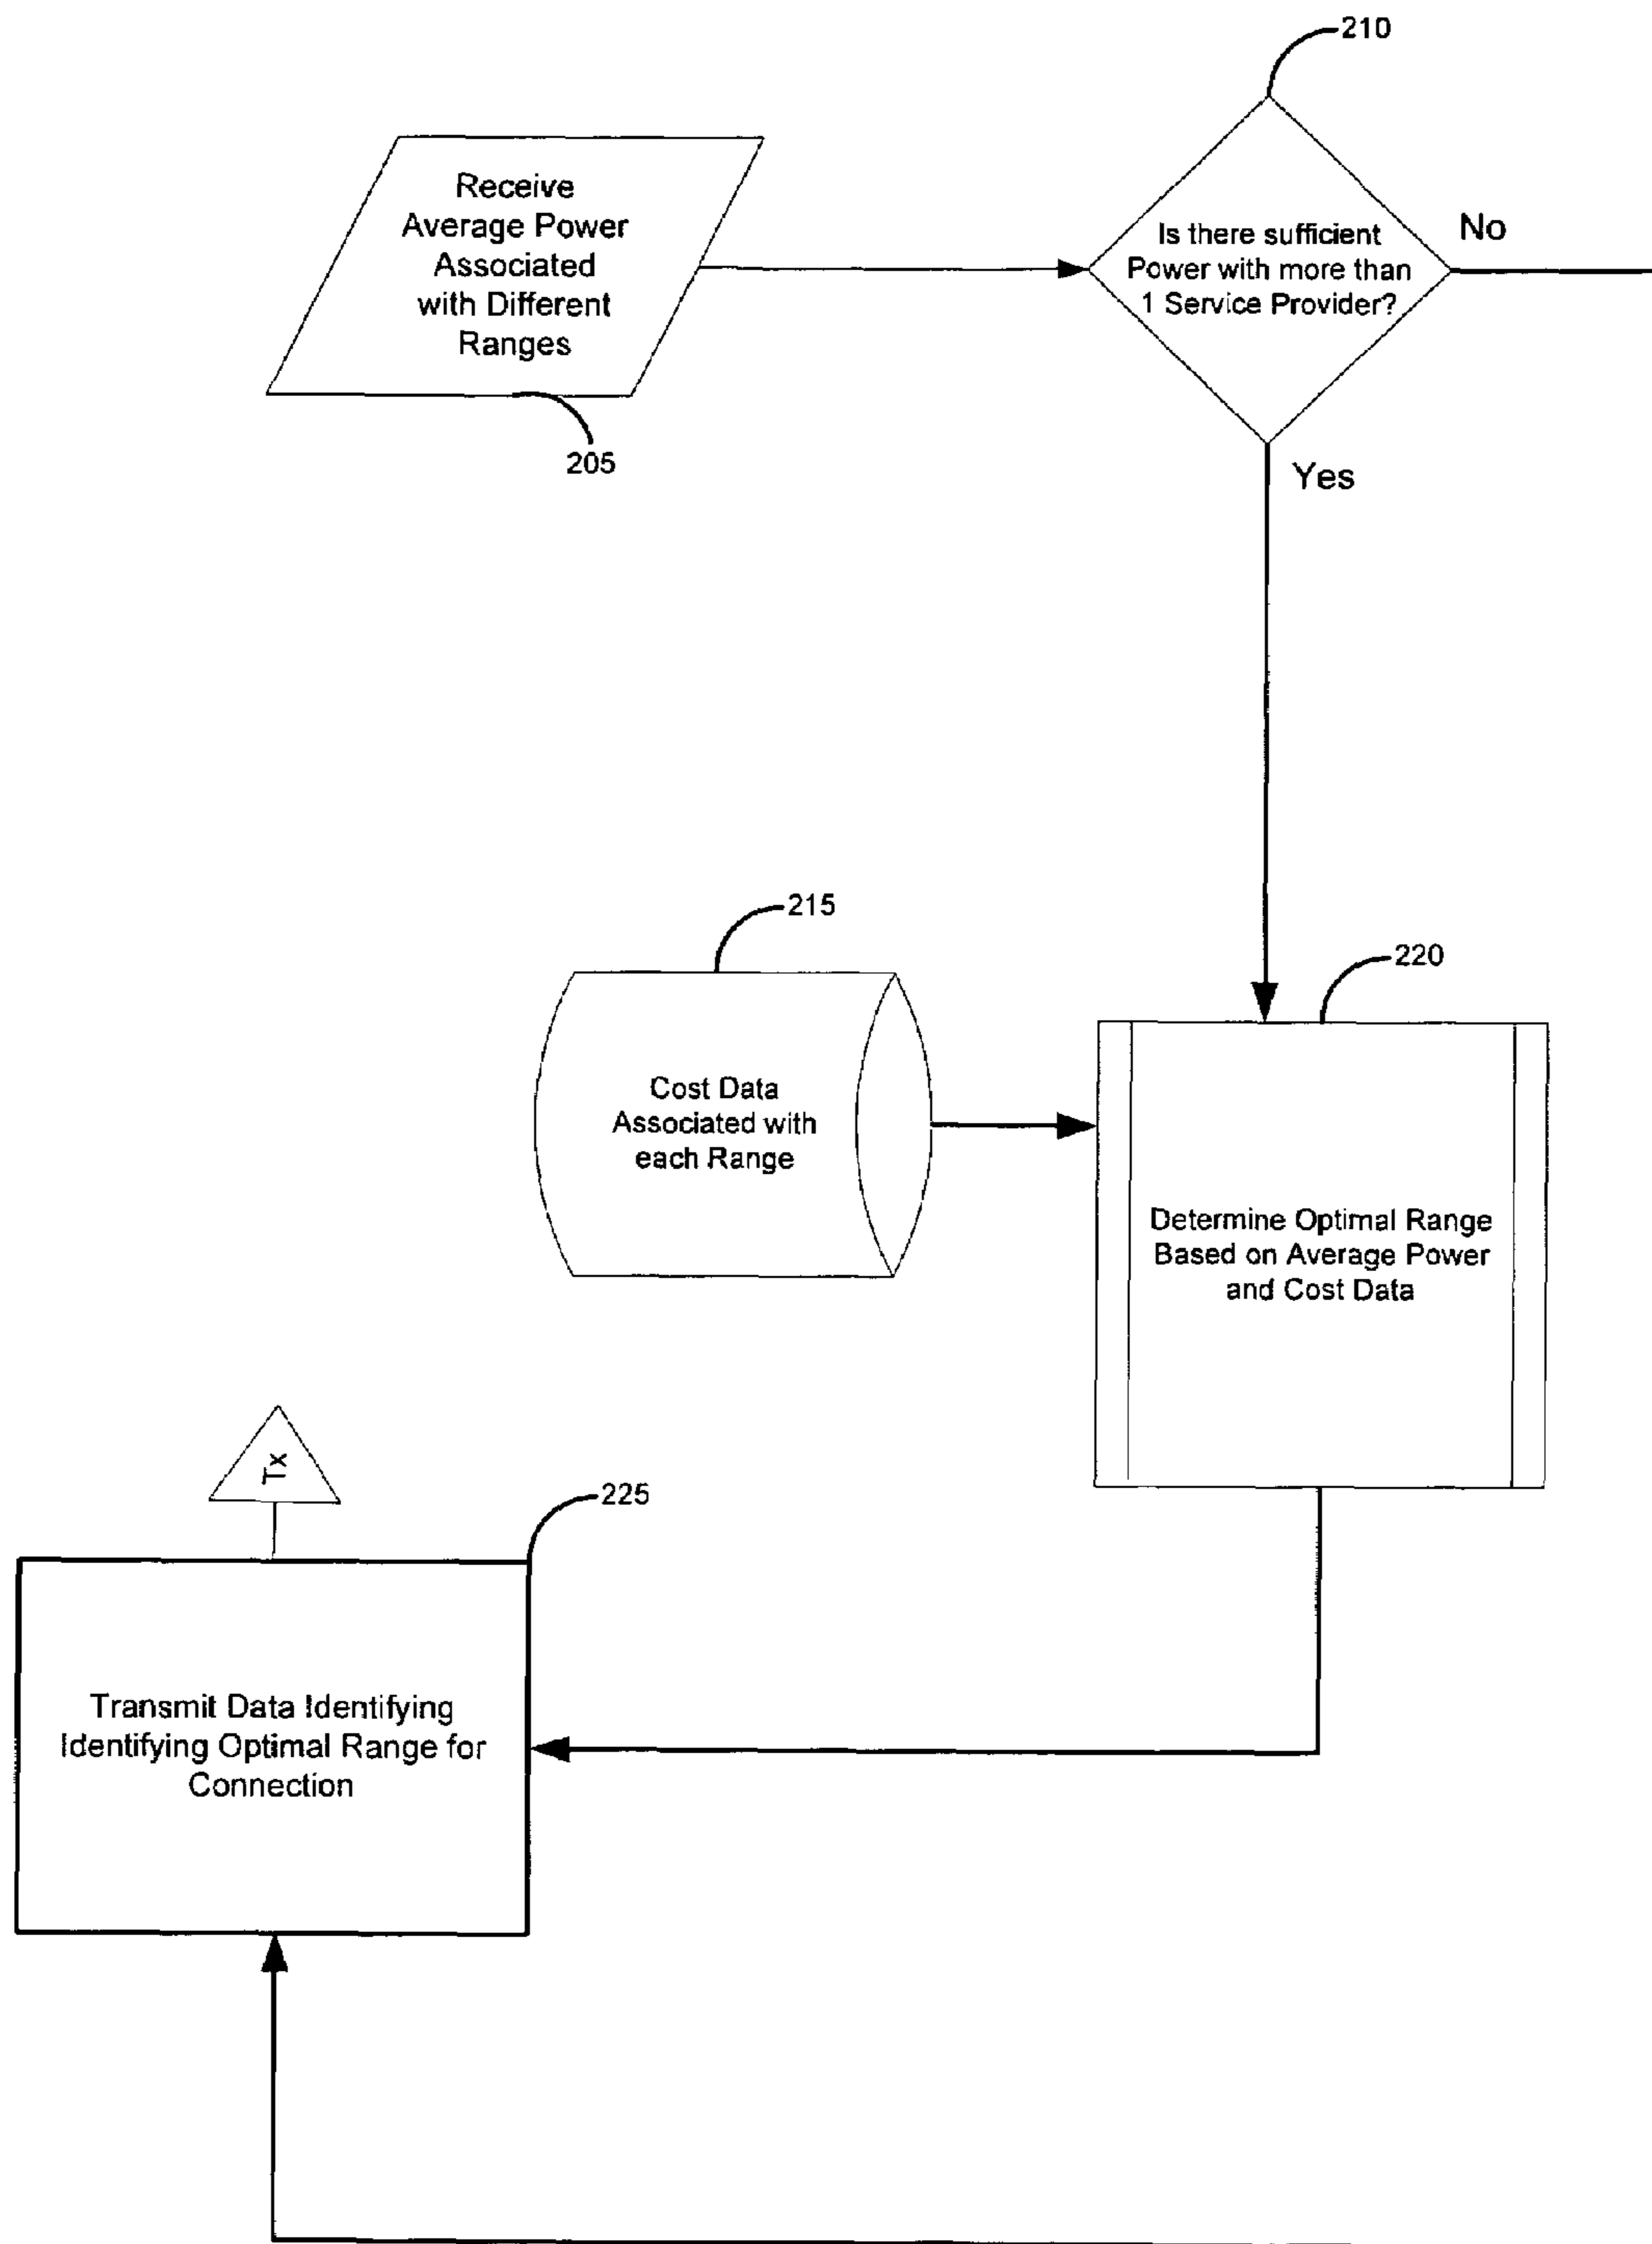 210
Receive
Average Power
Associated
with Different
Ranges
205
Is there sufficient
Power with more than
1 Service Provider?
No
Yes
215
Cost Data
Associated with
each Range
220
Determine Optimal Range
Based on Average Power
and Cost Data
Tx
225
Transmit Data Identifying
Identifying Optimal Range for
Connection